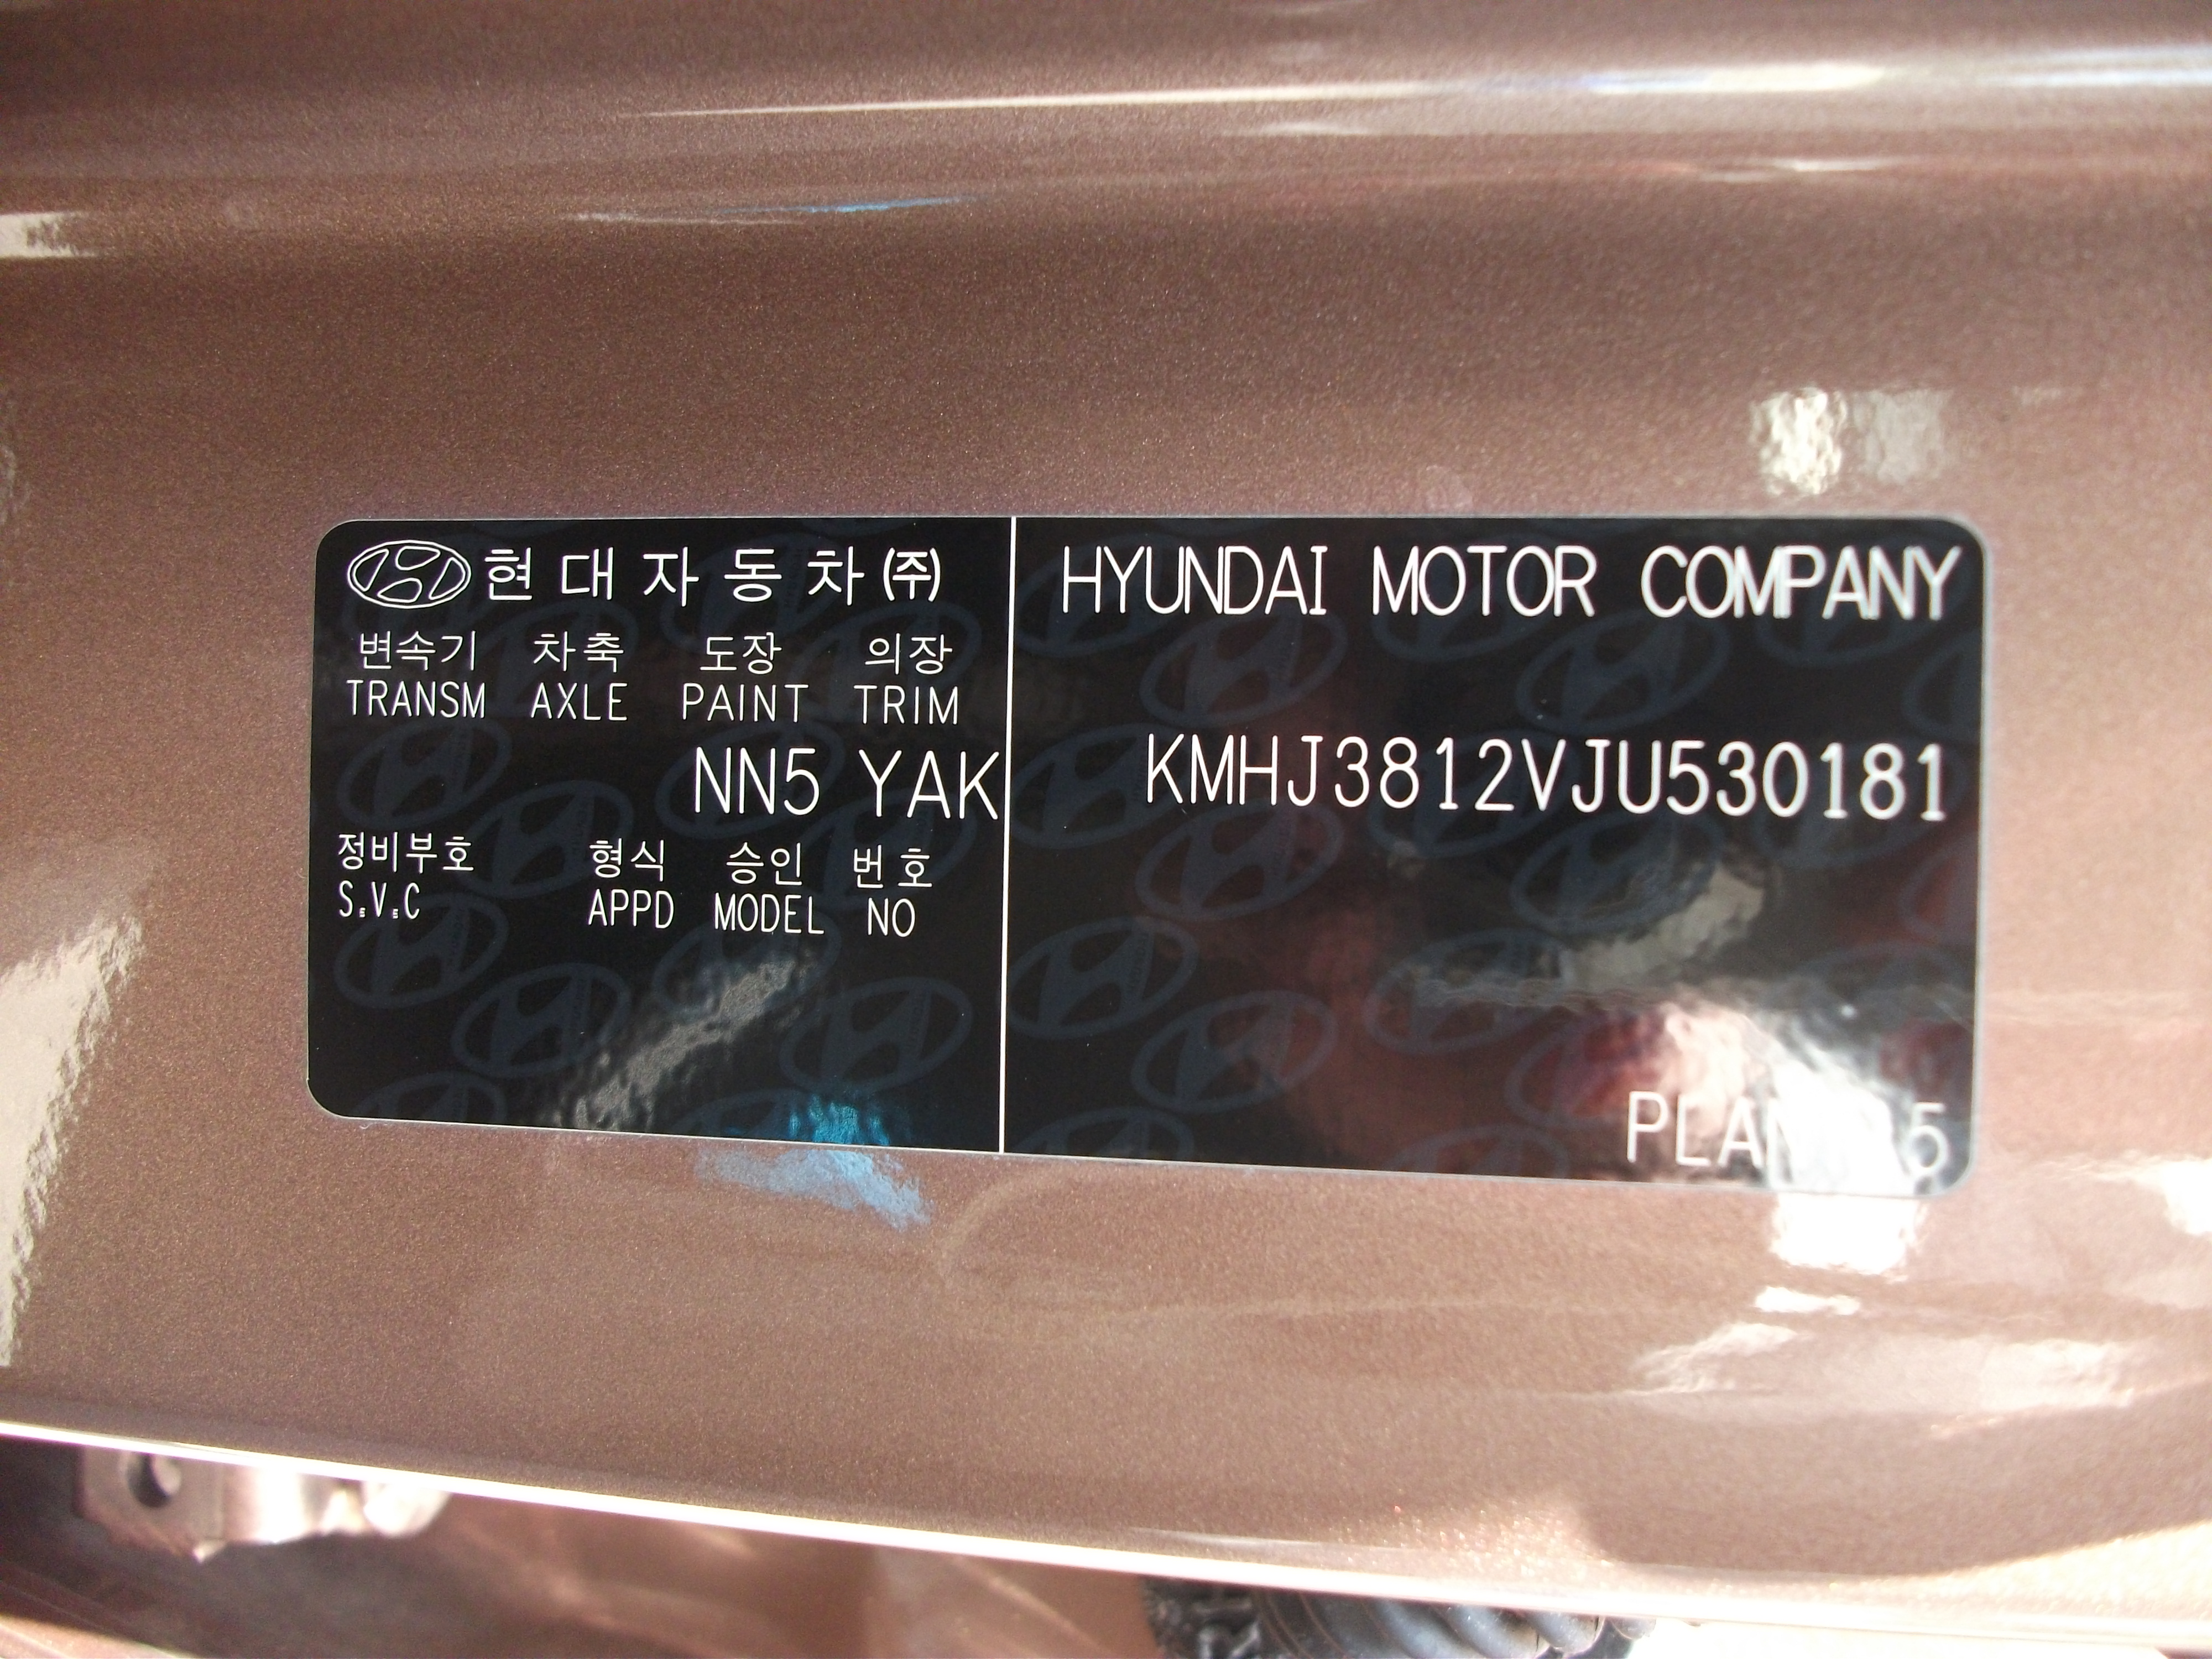 현대자동차㈜
변속기 차축 도장 의장
TRANSM AXLE PAINT TRIM
NN5 YAK
정비부호 형식 승인 번호
S.V.C APPD MODEL NO
HYUNDAI MOTOR COMPANY
KMHJ3812VJU530181